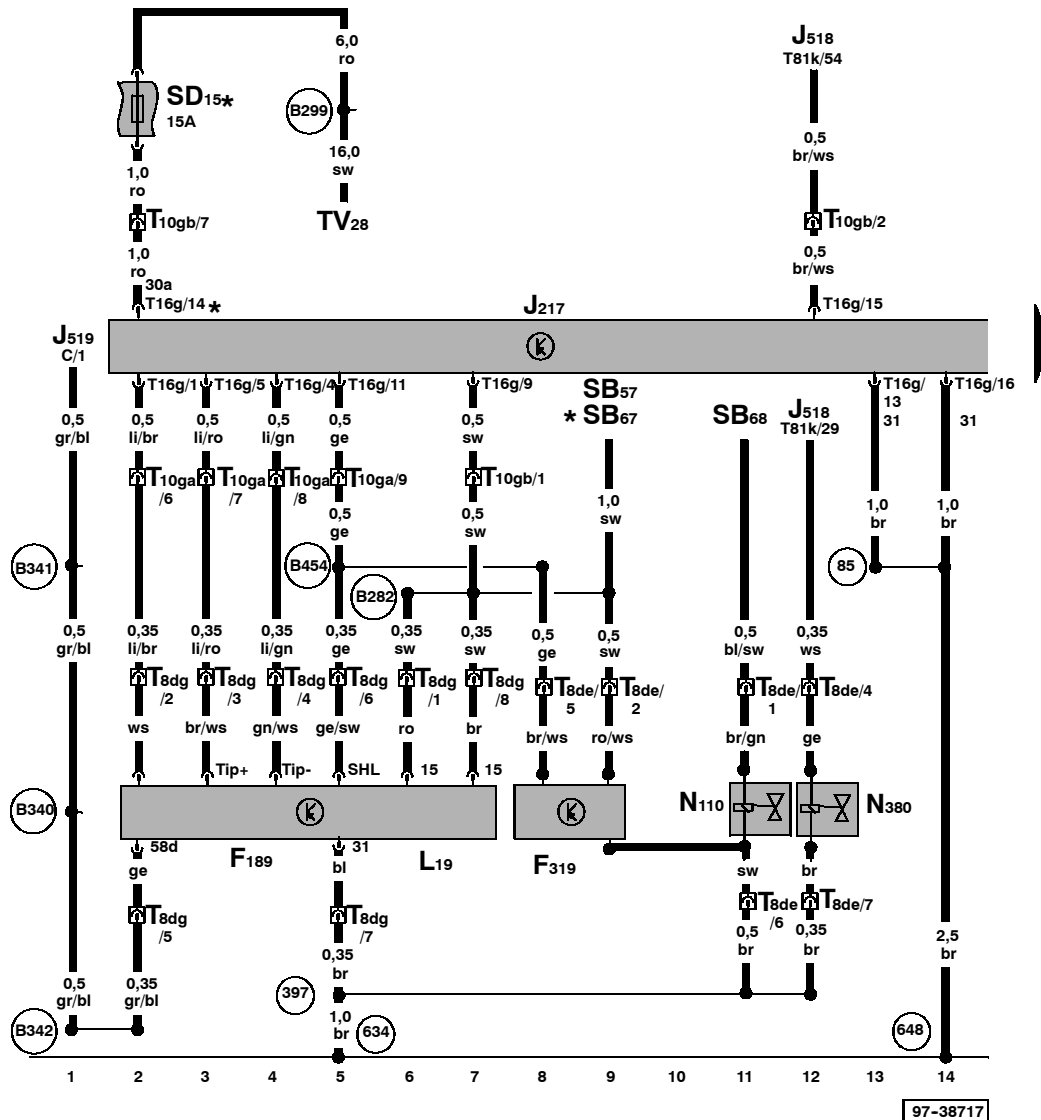 6,0
ro
J518
T81k/54
SD15*
15A
B299
16,0
sw
0,5
br/ws
1,0
ro
T10gb/7
TV28
T10gb/2
1,0
ro
0,5
br/ws
30a
T16g/14 *
J217
T16g/15
J519
C/1
T16g/1
T16g/5
T16g/4
T16g/11
T16g/9
SB57
* SB67
SB68
J518
T81k/29
T16g/
13
31
T16g/16
31
0,5
gr/bl
0,5
li/br
0,5
li/ro
0,5
li/gn
0,5
ge
0,5
sw
T10ga
/6
T10ga
/7
T10ga
/8
T10ga/9
T10gb/1
0,5
ge
0,5
sw
1,0
sw
1,0
br
1,0
br
B341
B454
B282
85
0,5
gr/bl
0,35
li/br
0,35
li/ro
0,35
li/gn
0,35
ge
0,35
sw
0,35
sw
0,5
ge
0,5
sw
0,5
bl/sw
0,35
ws
T8dg
/2
T8dg
/3
T8dg
/4
T8dg
/6
T8dg
/1
T8dg
/8
T8de/
5
T8de/
2
T8de/
1
T8de/4
ws
br/ws
gn/ws
ge/sw
ro
br
br/ws
ro/ws
br/gn
ge
Tip+
Tip-
SHL
15
15
B340
N110
N380
58d
F189
31
L19
F319
ge
bl
sw
br
T8dg
/5
T8dg
/7
T8de
/6
T8de/7
0,35
br
0,5
br
0,35
br
2,5
br
0,5
gr/bl
0,35
gr/bl
397
B342
1,0
br
634
648
1 2 3 4 5 6 7 8 9 10 11 12 13 14
97-38717